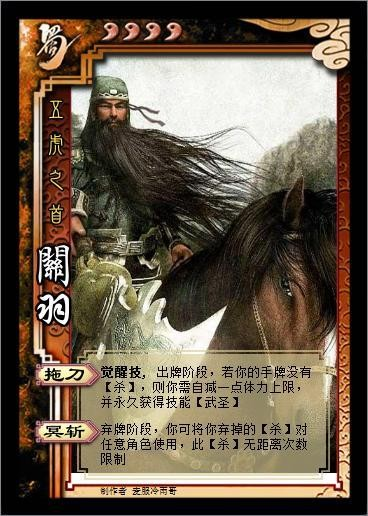 蜀
五虎之首
關羽
拖刀
觉醒技，出牌阶段，若你的手牌没有
【杀】，则你需自减一点体力上限，
并永久获得技能【武圣】
冥斩
弃牌阶段，你可将你弃掉的【杀】对
任意角色使用，此【杀】无距离次数
限制
制作者 麦服冷雨哥